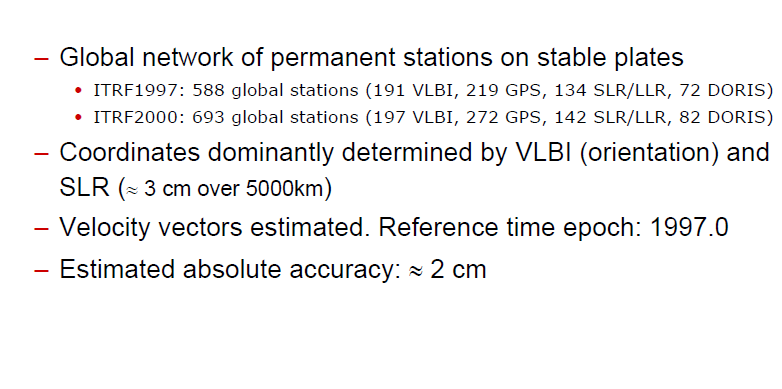 – Global network of permanent stations on stable plates
• ITRF1997: 588 global stations (191 VLBI, 219 GPS, 134 SLR/LLR, 72 DORIS)
• ITRF2000: 693 global stations (197 VLBI, 272 GPS, 142 SLR/LLR, 82 DORIS)
– Coordinates dominantly determined by VLBI (orientation) and
SLR (≈ 3 cm over 5000km)
– Velocity vectors estimated. Reference time epoch: 1997.0
– Estimated absolute accuracy: ≈ 2 cm